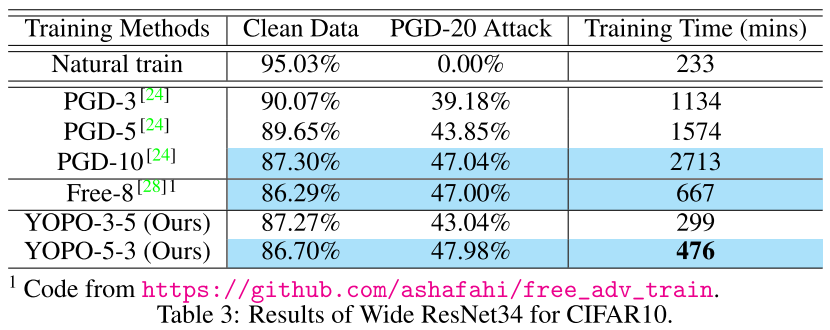 Training Methods Clean Data PGD-20 Attack Training Time (mins)
Natural train 95.03% 0.00% 233
PGD-3[24] 90.07% 39.18% 1134
PGD-5[24] 89.65% 43.85% 1574
PGD-10[24] 87.30% 47.04% 2713
Free-8[28]1 86.29% 47.00% 667
YOPO-3-5 (Ours) 87.27% 43.04% 299
YOPO-5-3 (Ours) 86.70% 47.98% 476
1 Code from https://github.com/ashafahi/free_adv_train.
Table 3: Results of Wide ResNet34 for CIFAR10.